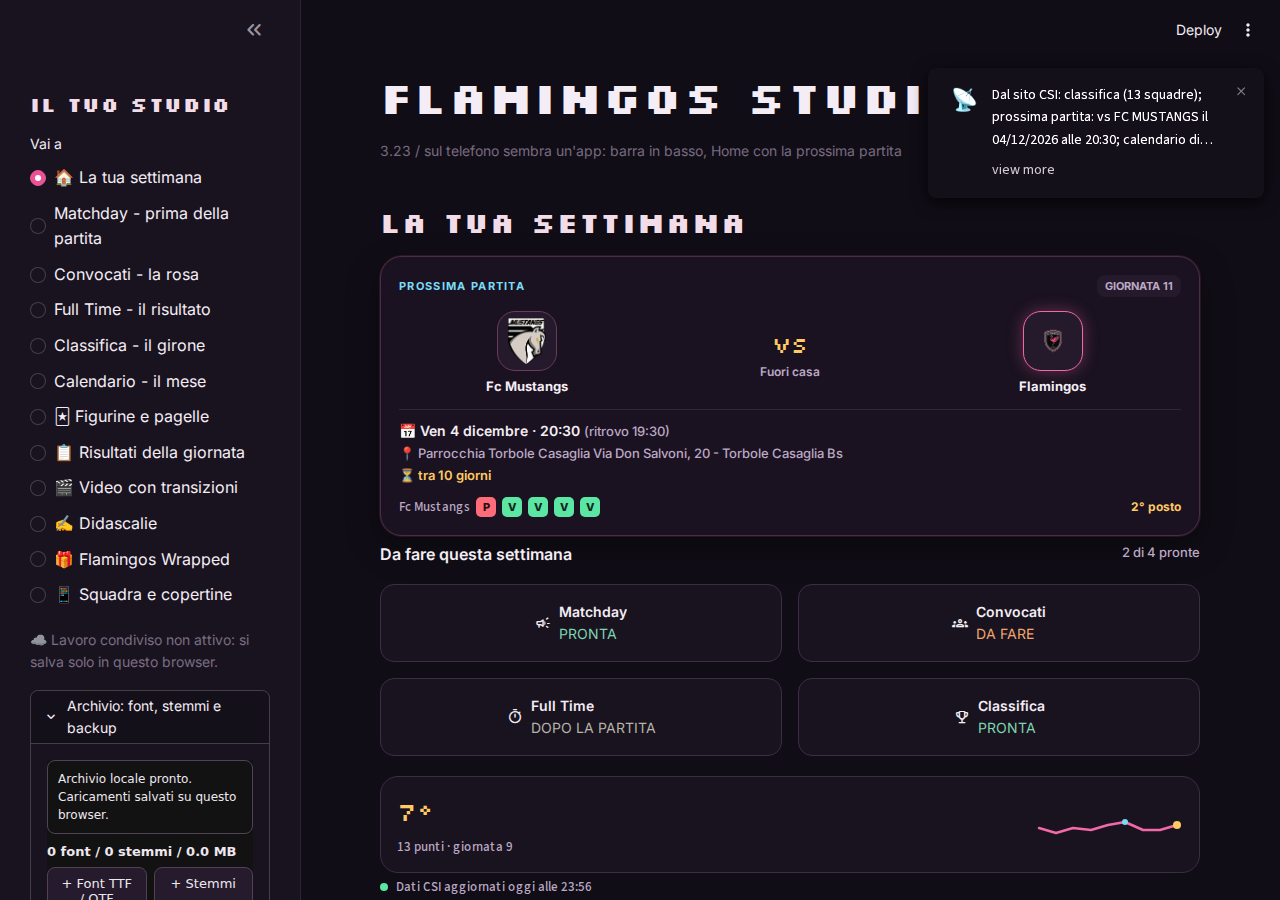 Deploy
IL TUO STUDIO
Vai a
🏠 La tua settimana
Matchday - prima della
partita
Convocati - la rosa
Full Time - il risultato
Classifica - il girone
Calendario - il mese
🃏 Figurine e pagelle
📋 Risultati della giornata
🎬 Video con transizioni
✍️ Didascalie
🎁 Flamingos Wrapped
📱 Squadra e copertine
☁️ Lavoro condiviso non attivo: si
salva solo in questo browser.
Archivio: font, stemmi e
backup
Archivio locale pronto.
Caricamenti salvati su questo
browser.
0 font / 0 stemmi / 0.0 MB
+ Font TTF
/ OTF
+ Stemmi
FLAMINGOS STUDI
3.23 / sul telefono sembra un'app: barra in basso, Home con la prossima partita
Dal sito CSI: classifica (13 squadre);
prossima partita: vs FC MUSTANGS il
04/12/2026 alle 20:30; calendario di…
view more
LA TUA SETTIMANA
PROSSIMA PARTITA
GIORNATA 11
MUSTANGS
Fc Mustangs
VS
Fuori casa
Flamingos
📅 Ven 4 dicembre · 20:30 (ritrovo 19:30)
📍 Parrocchia Torbole Casaglia Via Don Salvoni, 20 - Torbole Casaglia Bs
⏳ tra 10 giorni
Fc Mustangs P V V V V
2° posto
Da fare questa settimana
2 di 4 pronte
Matchday
PRONTA
Convocati
DA FARE
Full Time
DOPO LA PARTITA
Classifica
PRONTA
7°
13 punti · giornata 9
Dati CSI aggiornati oggi alle 23:56